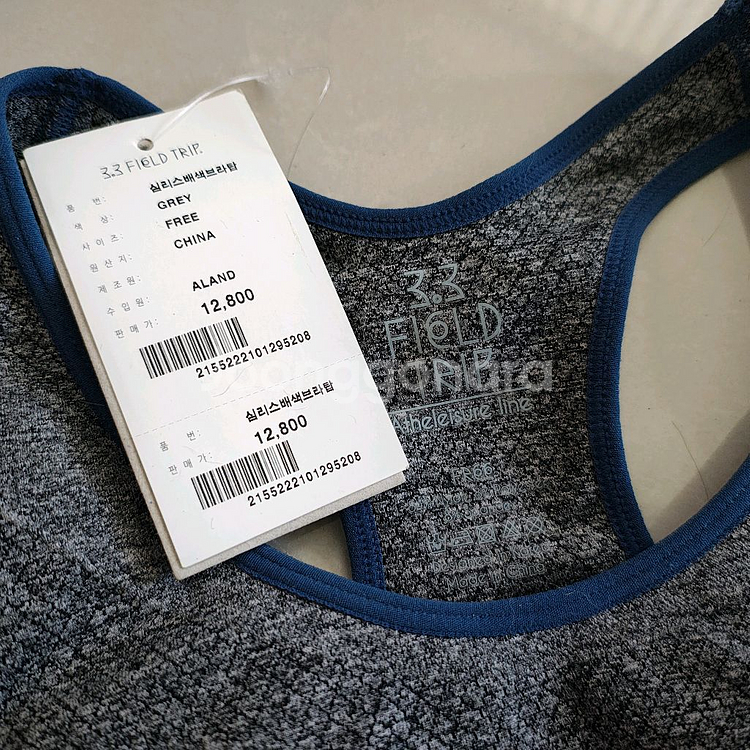 3.3 FIELD TRIP.
품 번: 심리스배색브라탑
색 상: GREY
사 이 즈: FREE
원 산 지: CHINA
제 조 원:
수 입 원: ALAND
판 매 가: 12,800
2155222101295208
품 번: 심리스배색브라탑
판 매 가: 12,800
2155222101295208
3.3
FIELD
Atheleisure line